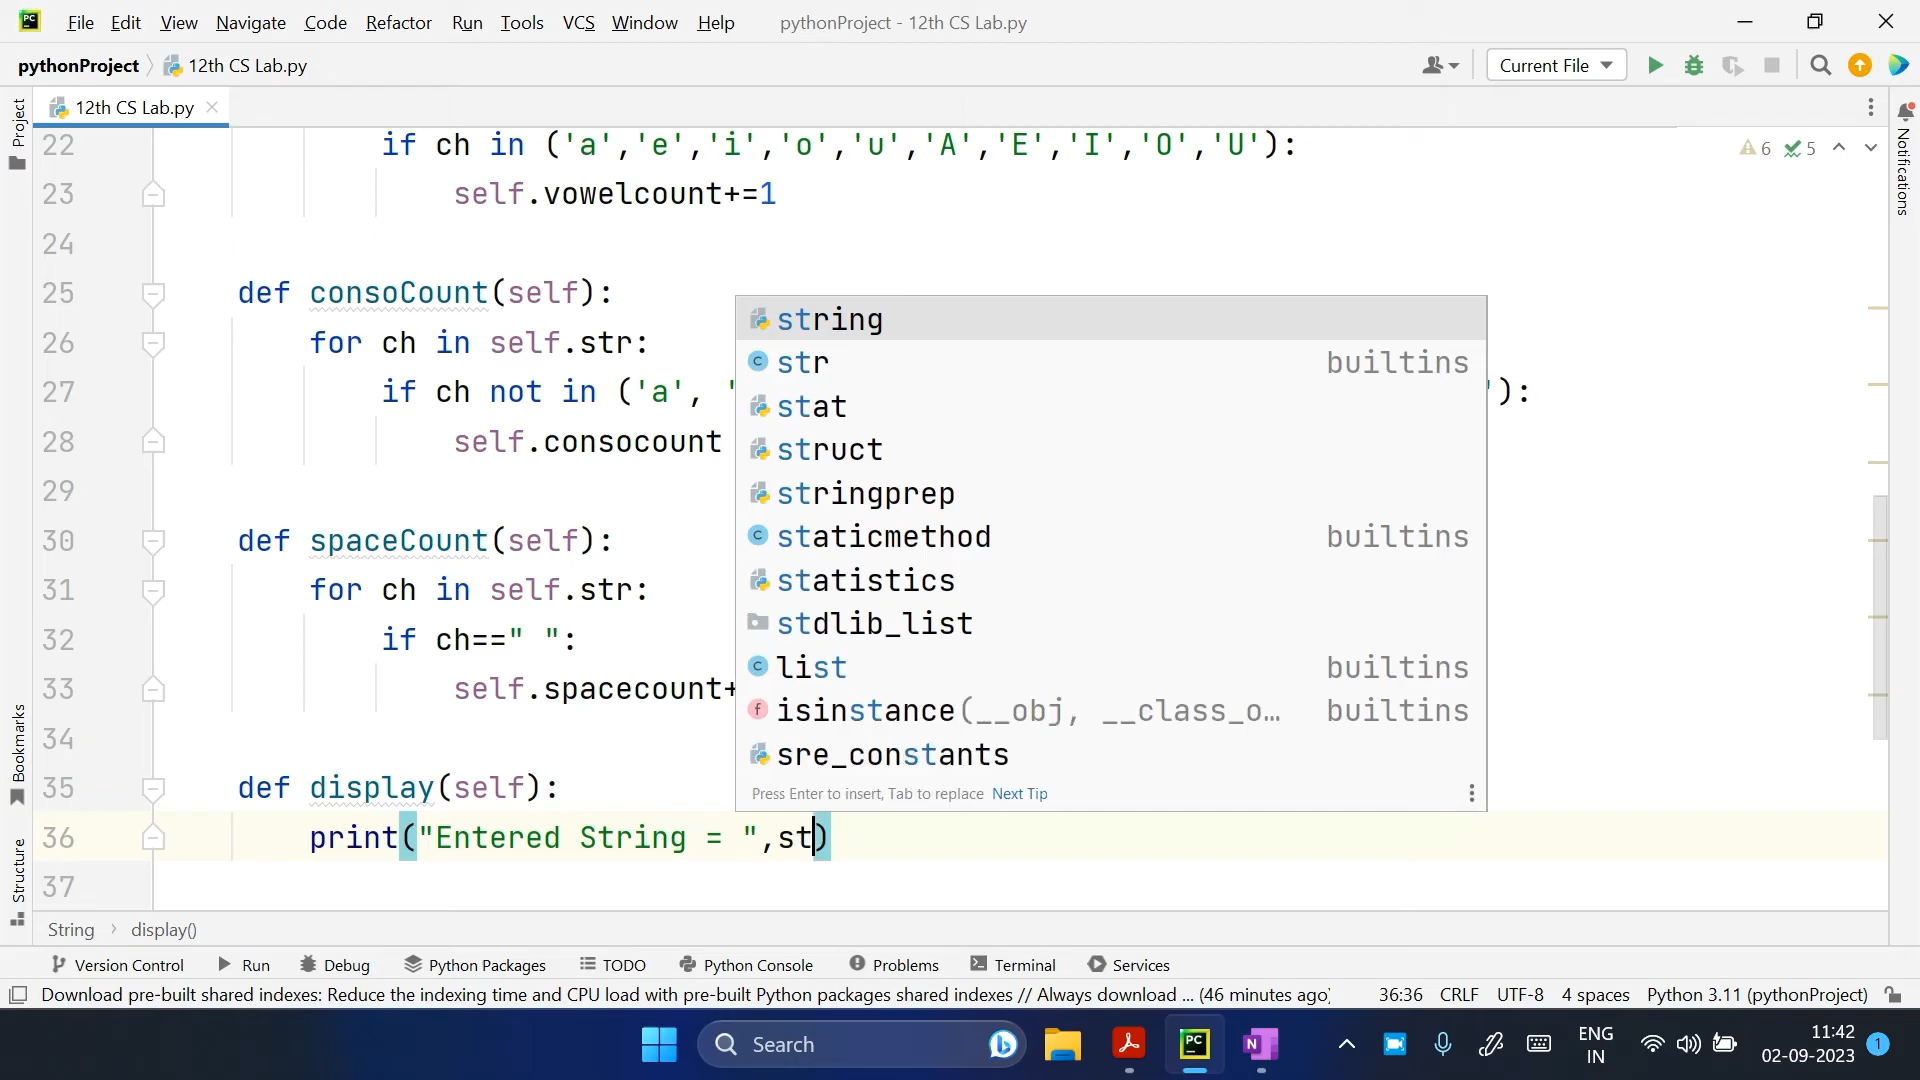 File Edit View Navigate Code Refactor Run Tools VCS Window Help pythonProject - 12th CS Lab.py
pythonProject 12th CS Lab.py Current File
12th CS Lab.py
Project
Notifications
Bookmarks
Structure
6 5
22 if ch in ('a','e','i','o','u','A','E','I','O','U'):
23 self.vowelcount+=1
24
25 def consoCount(self):
26 for ch in self.str:
27 if ch not in ('a', '):
28 self.consocount
29
30 def spaceCount(self):
31 for ch in self.str:
32 if ch==" ":
33 self.spacecount+
34
35 def display(self):
36 print("Entered String = ",st)
37
string
str builtins
stat
struct
stringprep
staticmethod builtins
statistics
stdlib_list
list builtins
isinstance(__obj, __class_o… builtins
sre_constants
Press Enter to insert, Tab to replace Next Tip
String display()
Version Control Run Debug Python Packages TODO Python Console Problems Terminal Services
Download pre-built shared indexes: Reduce the indexing time and CPU load with pre-built Python packages shared indexes // Always download ... (46 minutes ago) 36:36 CRLF UTF-8 4 spaces Python 3.11 (pythonProject)
Search
ENG
IN
11:42
02-09-2023
1